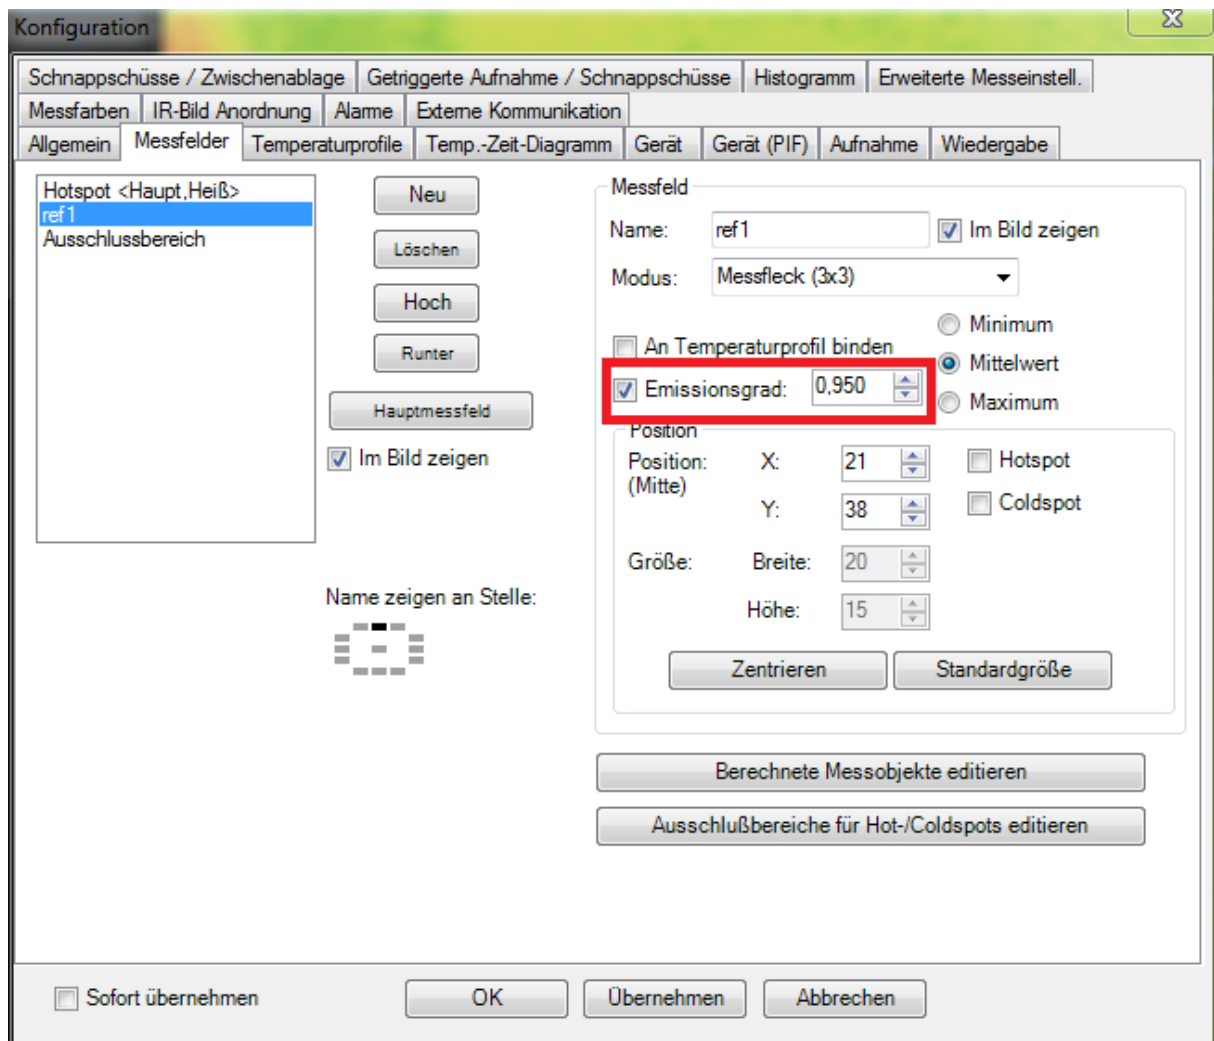 Konfiguration
Schnappschüsse / Zwischenablage Getriggerte Aufnahme / Schnappschüsse Histogramm Erweiterte Messeinstell.
Messfarben IR-Bild Anordnung Alarme Externe Kommunikation
Allgemein Messfelder Temperaturprofile Temp.-Zeit-Diagramm Gerät Gerät (PIF) Aufnahme Wiedergabe
Hotspot <Haupt,Heiß>
ref1
Ausschlussbereich
Neu
Löschen
Hoch
Runter
Hauptmessfeld
Im Bild zeigen
Name zeigen an Stelle:
Messfeld
Name: ref1 Im Bild zeigen
Modus: Messfleck (3x3)
Minimum
An Temperaturprofil binden
Mittelwert
Emissionsgrad: 0,950
Maximum
Position
Position: X: 21 Hotspot
(Mitte)
Y: 38 Coldspot
Größe: Breite: 20
Höhe: 15
Zentrieren Standardgröße
Berechnete Messobjekte editieren
Ausschlußbereiche für Hot-/Coldspots editieren
Sofort übernehmen OK Übernehmen Abbrechen